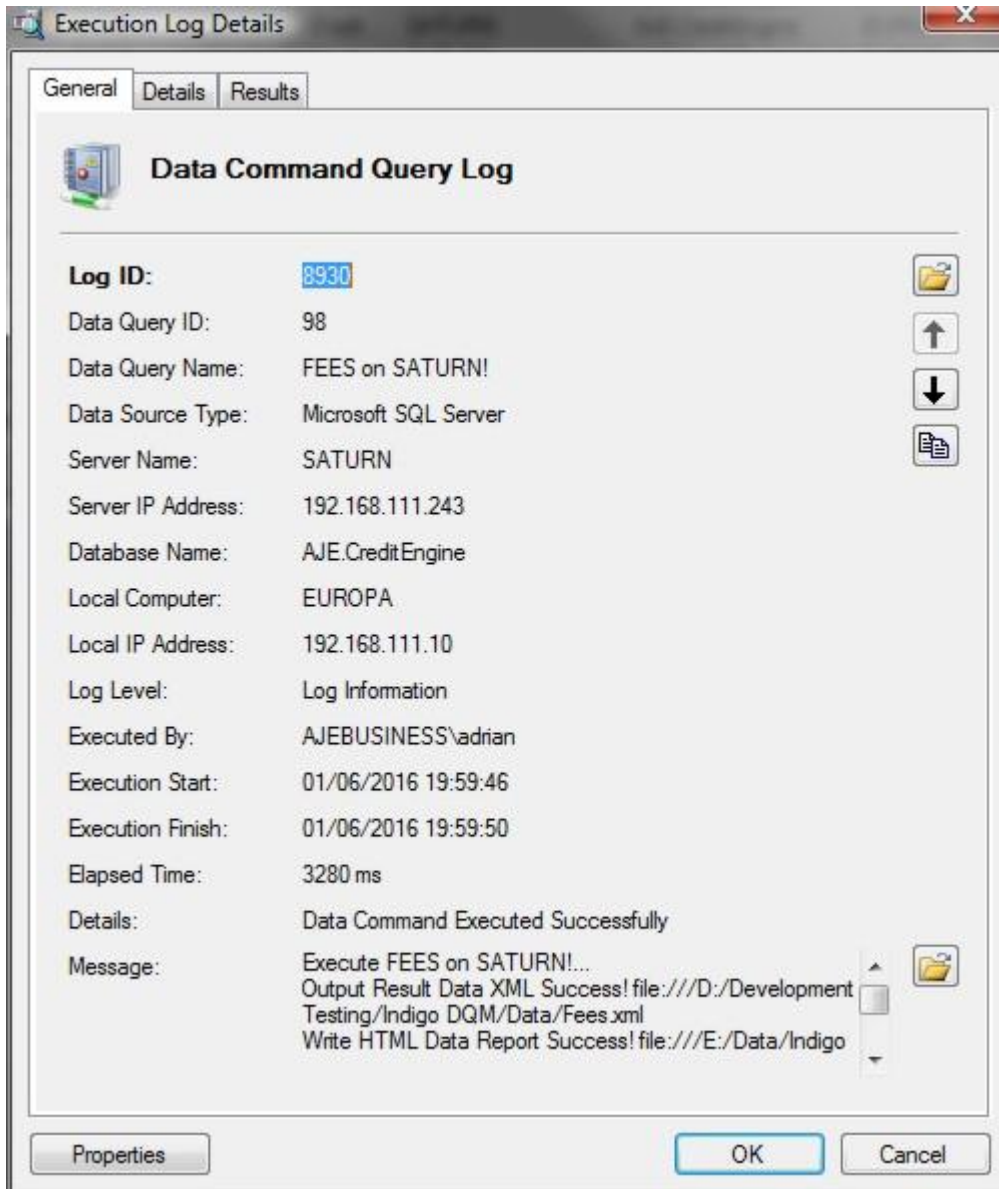 Execution Log Details
General Details Results
Data Command Query Log
Log ID: 8930
Data Query ID: 98
Data Query Name: FEES on SATURN!
Data Source Type: Microsoft SQL Server
Server Name: SATURN
Server IP Address: 192.168.111.243
Database Name: AJE.CreditEngine
Local Computer: EUROPA
Local IP Address: 192.168.111.10
Log Level: Log Information
Executed By: AJEBUSINESS\adrian
Execution Start: 01/06/2016 19:59:46
Execution Finish: 01/06/2016 19:59:50
Elapsed Time: 3280 ms
Details: Data Command Executed Successfully
Message: Execute FEES on SATURN!...
Output Result Data XML Success! file:///D:/Development
Testing/Indigo DQM/Data/Fees.xml
Write HTML Data Report Success! file:///E:/Data/Indigo
Properties OK Cancel